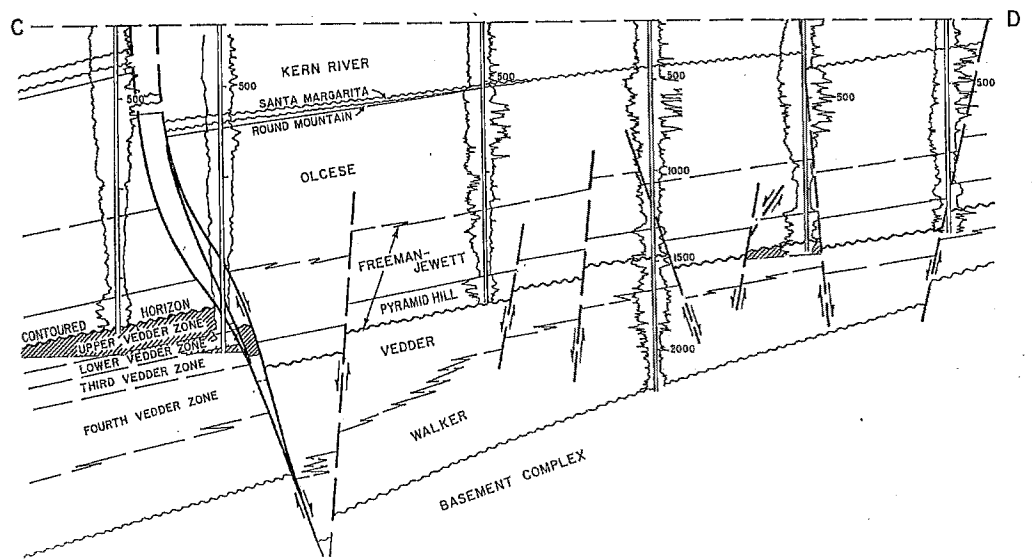 C
D
KERN RIVER
500
500
500
500
500
500
SANTA MARGARITA
ROUND MOUNTAIN
OLCESE
1000
FREEMAN-
JEWETT
1500
PYRAMID HILL
CONTOURED HORIZON
UPPER VEDDER ZONE
LOWER VEDDER ZONE
THIRD VEDDER ZONE
VEDDER
2000
FOURTH VEDDER ZONE
WALKER
BASEMENT COMPLEX